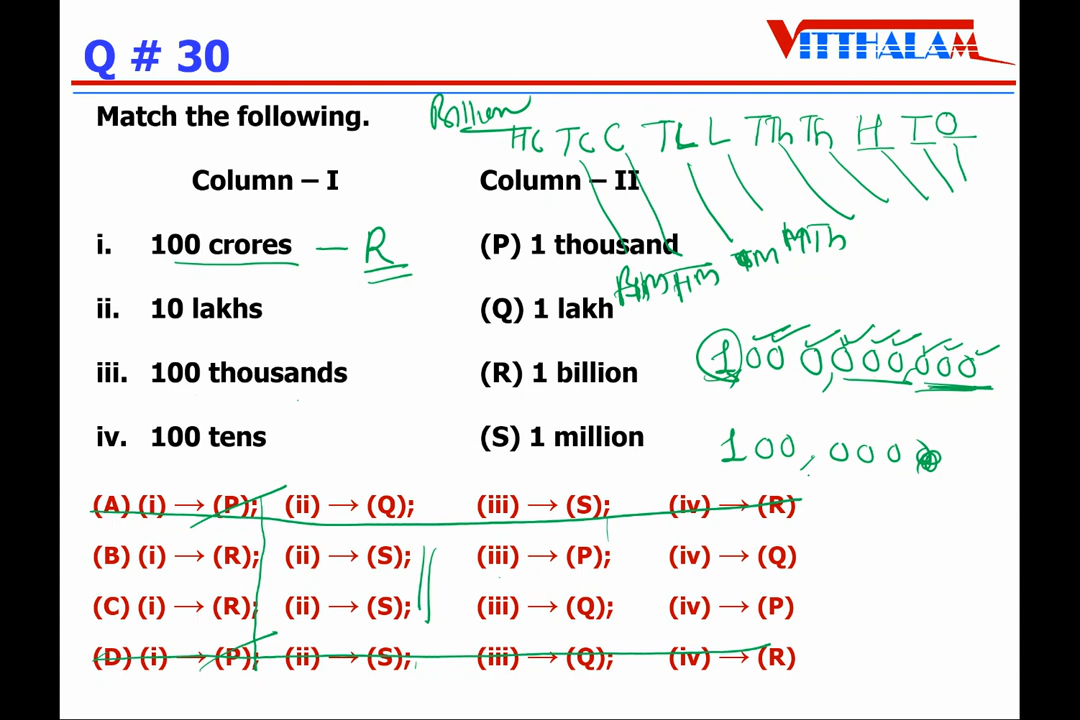 Q # 30
VITTHALAM
Match the following.
Billion
HC TC C TL L TTh Th H T O
Column – I Column – II
i. 100 crores — R (P) 1 thousand
ii. 10 lakhs (Q) 1 lakh
iii. 100 thousands (R) 1 billion
iv. 100 tens (S) 1 million
100 0,000,000
100,000
(A) (i) → (P); (ii) → (Q); (iii) → (S); (iv) → (R)
(B) (i) → (R); (ii) → (S); (iii) → (P); (iv) → (Q)
(C) (i) → (R); (ii) → (S); (iii) → (Q); (iv) → (P)
(D) (i) → (P); (ii) → (S); (iii) → (Q); (iv) → (R)